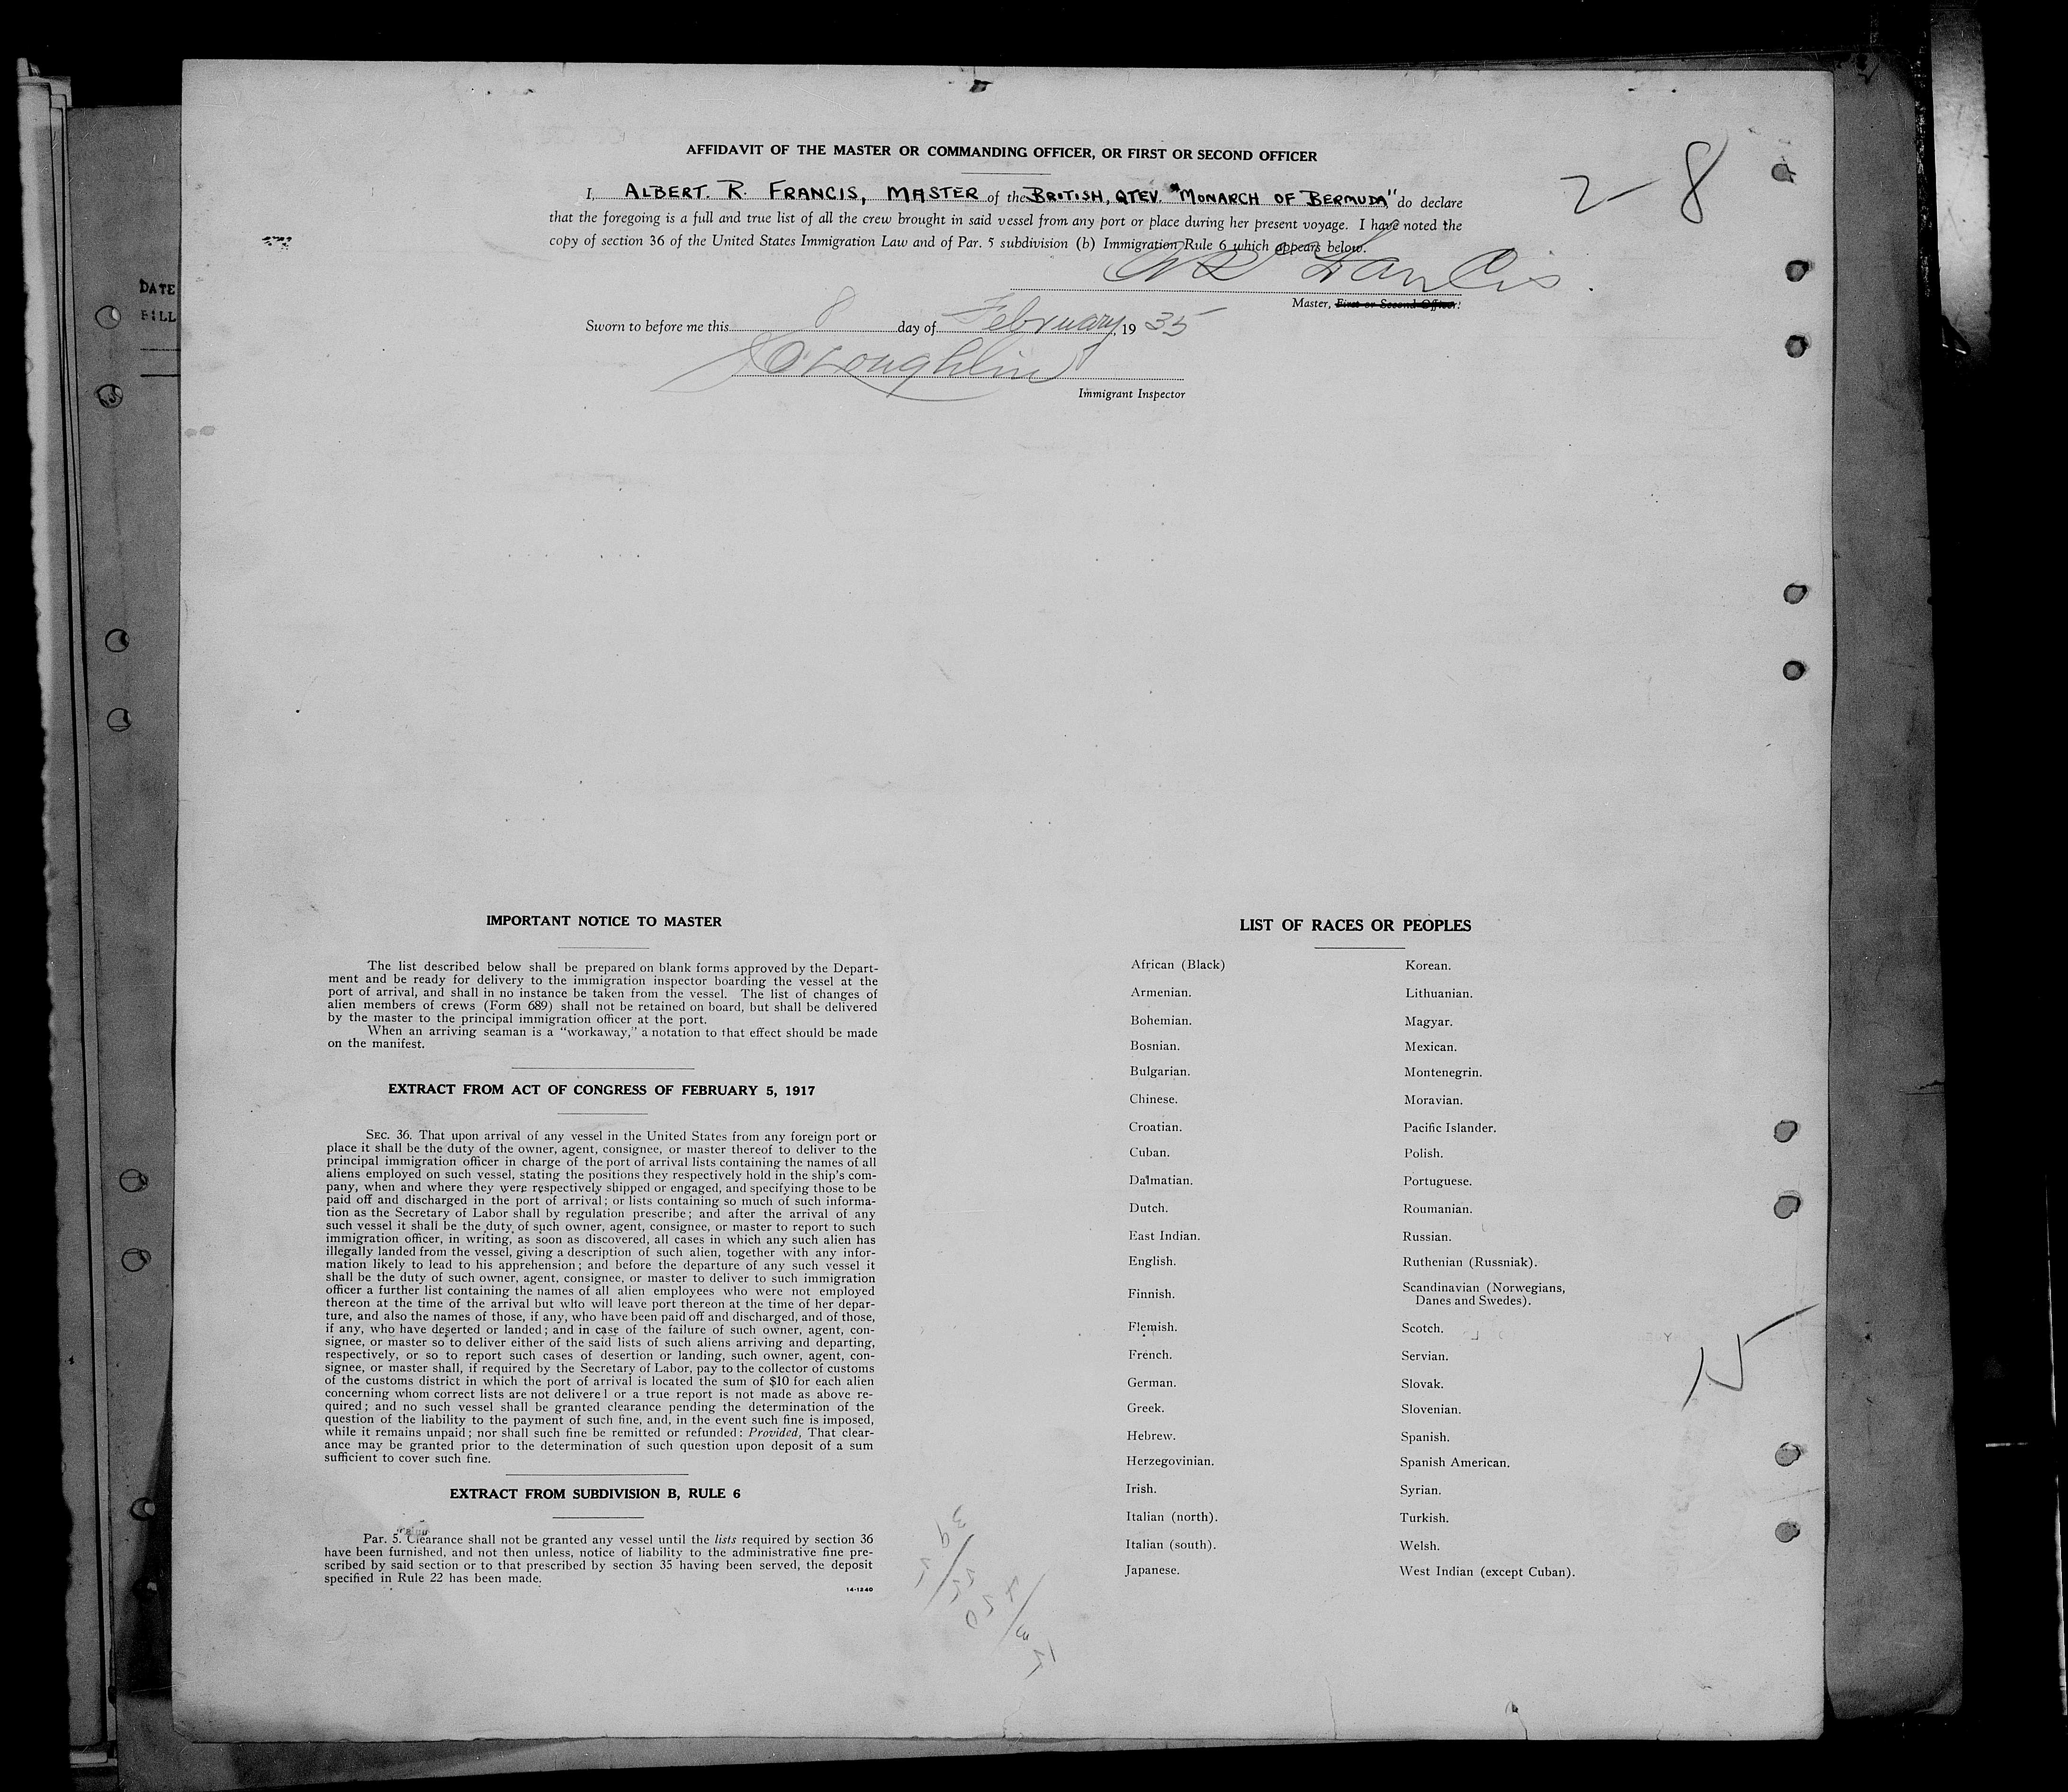 AFFIDAVIT OF THE MASTER OR COMMANDING OFFICER, OR FIRST OR SECOND OFFICER
I, ALBERT. R. FRANCIS, MASTER of the BRITISH, QTEV. "MONARCH OF BERMUDA" do declare
that the foregoing is a full and true list of all the crew brought in said vessel from any port or place during her present voyage. I have noted the
copy of section 36 of the United States Immigration Law and of Par. 5 subdivision (b) Immigration Rule 6 which appears below.
2-8
A R Francis.
Master, First or Second Officer.
Sworn to before me this 8 day of February, 19 35
O'Loughlin
Immigrant Inspector
DATE
FILL
IMPORTANT NOTICE TO MASTER
The list described below shall be prepared on blank forms approved by the Depart-
ment and be ready for delivery to the immigration inspector boarding the vessel at the
port of arrival, and shall in no instance be taken from the vessel. The list of changes of
alien members of crews (Form 689) shall not be retained on board, but shall be delivered
by the master to the principal immigration officer at the port.
When an arriving seaman is a "workaway," a notation to that effect should be made
on the manifest.
EXTRACT FROM ACT OF CONGRESS OF FEBRUARY 5, 1917
SEC. 36. That upon arrival of any vessel in the United States from any foreign port or
place it shall be the duty of the owner, agent, consignee, or master thereof to deliver to the
principal immigration officer in charge of the port of arrival lists containing the names of all
aliens employed on such vessel, stating the positions they respectively hold in the ship's com-
pany, when and where they were respectively shipped or engaged, and specifying those to be
paid off and discharged in the port of arrival; or lists containing so much of such informa-
tion as the Secretary of Labor shall by regulation prescribe; and after the arrival of any
such vessel it shall be the duty of such owner, agent, consignee, or master to report to such
immigration officer, in writing, as soon as discovered, all cases in which any such alien has
illegally landed from the vessel, giving a description of such alien, together with any infor-
mation likely to lead to his apprehension; and before the departure of any such vessel it
shall be the duty of such owner, agent, consignee, or master to deliver to such immigration
officer a further list containing the names of all alien employees who were not employed
thereon at the time of the arrival but who will leave port thereon at the time of her depar-
ture, and also the names of those, if any, who have been paid off and discharged, and of those,
if any, who have deserted or landed; and in case of the failure of such owner, agent, con-
signee, or master so to deliver either of the said lists of such aliens arriving and departing,
respectively, or so to report such cases of desertion or landing, such owner, agent, con-
signee, or master shall, if required by the Secretary of Labor, pay to the collector of customs
of the customs district in which the port of arrival is located the sum of $10 for each alien
concerning whom correct lists are not delivered or a true report is not made as above re-
quired; and no such vessel shall be granted clearance pending the determination of the
question of the liability to the payment of such fine, and, in the event such fine is imposed,
while it remains unpaid; nor shall such fine be remitted or refunded: Provided, That clear-
ance may be granted prior to the determination of such question upon deposit of a sum
sufficient to cover such fine.
EXTRACT FROM SUBDIVISION B, RULE 6
Par. 5. Clearance shall not be granted any vessel until the lists required by section 36
have been furnished, and not then unless, notice of liability to the administrative fine pre-
scribed by said section or to that prescribed by section 35 having been served, the deposit
specified in Rule 22 has been made.
14-1240
LIST OF RACES OR PEOPLES
African (Black)
Armenian.
Bohemian.
Bosnian.
Bulgarian.
Chinese.
Croatian.
Cuban.
Dalmatian.
Dutch.
East Indian.
English.
Finnish.
Flemish.
French.
German.
Greek.
Hebrew.
Herzegovinian.
Irish.
Italian (north).
Italian (south).
Japanese.
Korean.
Lithuanian.
Magyar.
Mexican.
Montenegrin.
Moravian.
Pacific Islander.
Polish.
Portuguese.
Roumanian.
Russian.
Ruthenian (Russniak).
Scandinavian (Norwegians,
Danes and Swedes).
Scotch.
Servian.
Slovak.
Slovenian.
Spanish.
Spanish American.
Syrian.
Turkish.
Welsh.
West Indian (except Cuban).
15